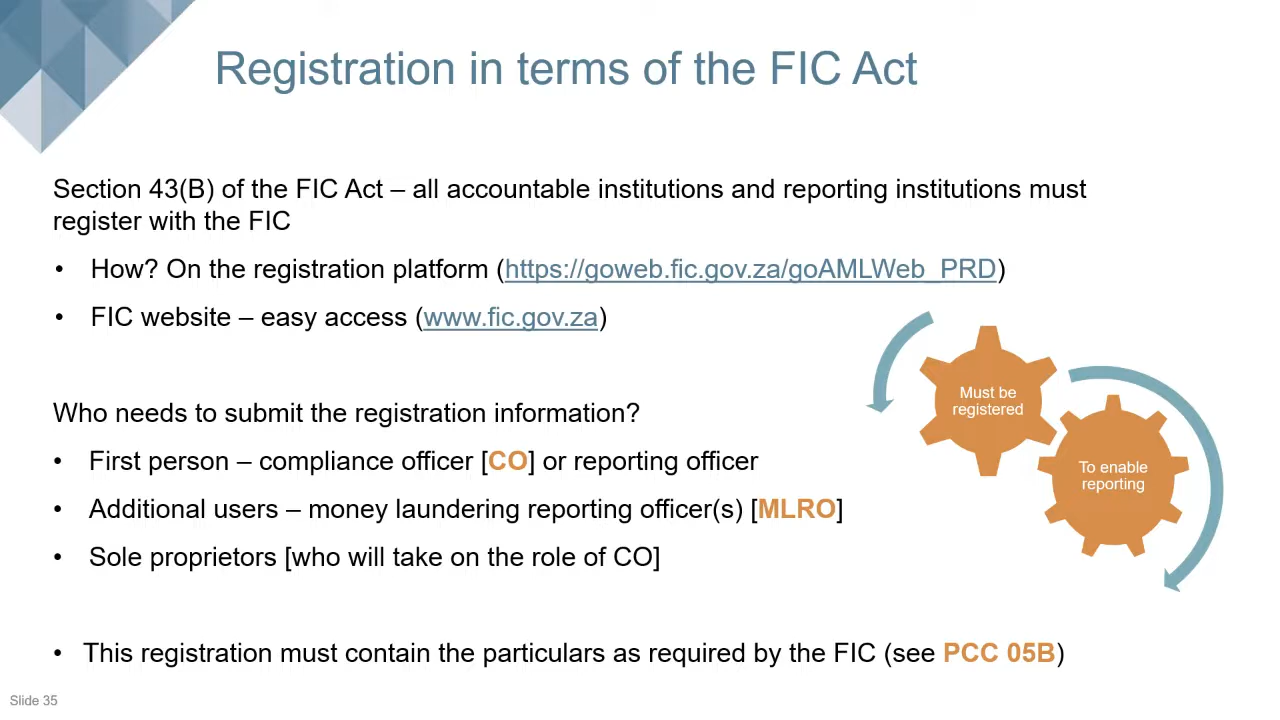 Registration in terms of the FIC Act
Section 43(B) of the FIC Act – all accountable institutions and reporting institutions must
register with the FIC
• How? On the registration platform (https://goweb.fic.gov.za/goAMLWeb_PRD)
• FIC website – easy access (www.fic.gov.za)
Must be
registered
To enable
reporting
Who needs to submit the registration information?
• First person – compliance officer [CO] or reporting officer
• Additional users – money laundering reporting officer(s) [MLRO]
• Sole proprietors [who will take on the role of CO]
• This registration must contain the particulars as required by the FIC (see PCC 05B)
Slide 35